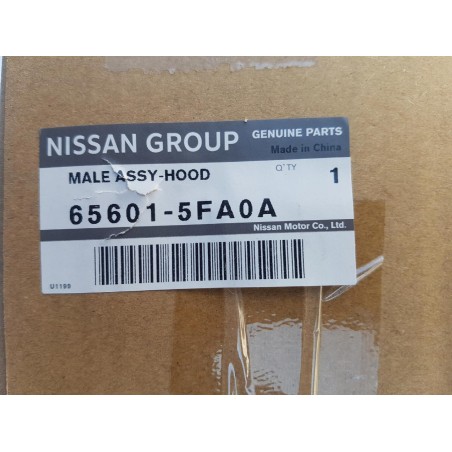 NISSAN GROUP GENUINE PARTS
Made in China
MALE ASSY-HOOD Q'TY 1
65601-5FA0A
Nissan Motor Co., Ltd.
U1190